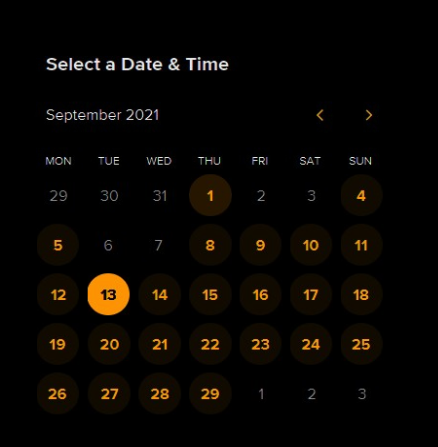 Select a Date & Time
September 2021
MON TUE WED THU FRI SAT SUN
29 30 31 1 2 3 4
5 6 7 8 9 10 11
12 13 14 15 16 17 18
19 20 21 22 23 24 25
26 27 28 29 1 2 3